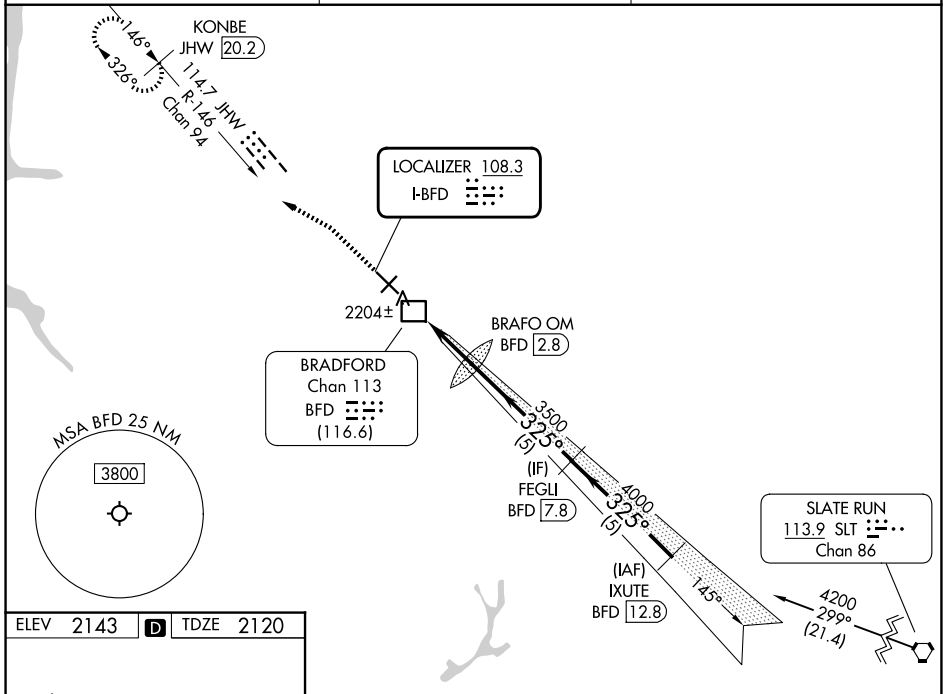 KONBE
JHW 20.2
146°
326°
114.7 JHW
R-146
Chan 94
LOCALIZER 108.3
I-BFD
2204±
BRADFORD
Chan 113
BFD
(116.6)
BRAFO OM
BFD 2.8
3500
325°
(5)
(IF)
FEGLI
BFD 7.8
4000
325°
(5)
(IAF)
IXUTE
BFD 12.8
145°
SLATE RUN
113.9 SLT
Chan 86
4200
299°
(21.4)
MSA BFD 25 NM
3800
ELEV 2143 D TDZE 2120